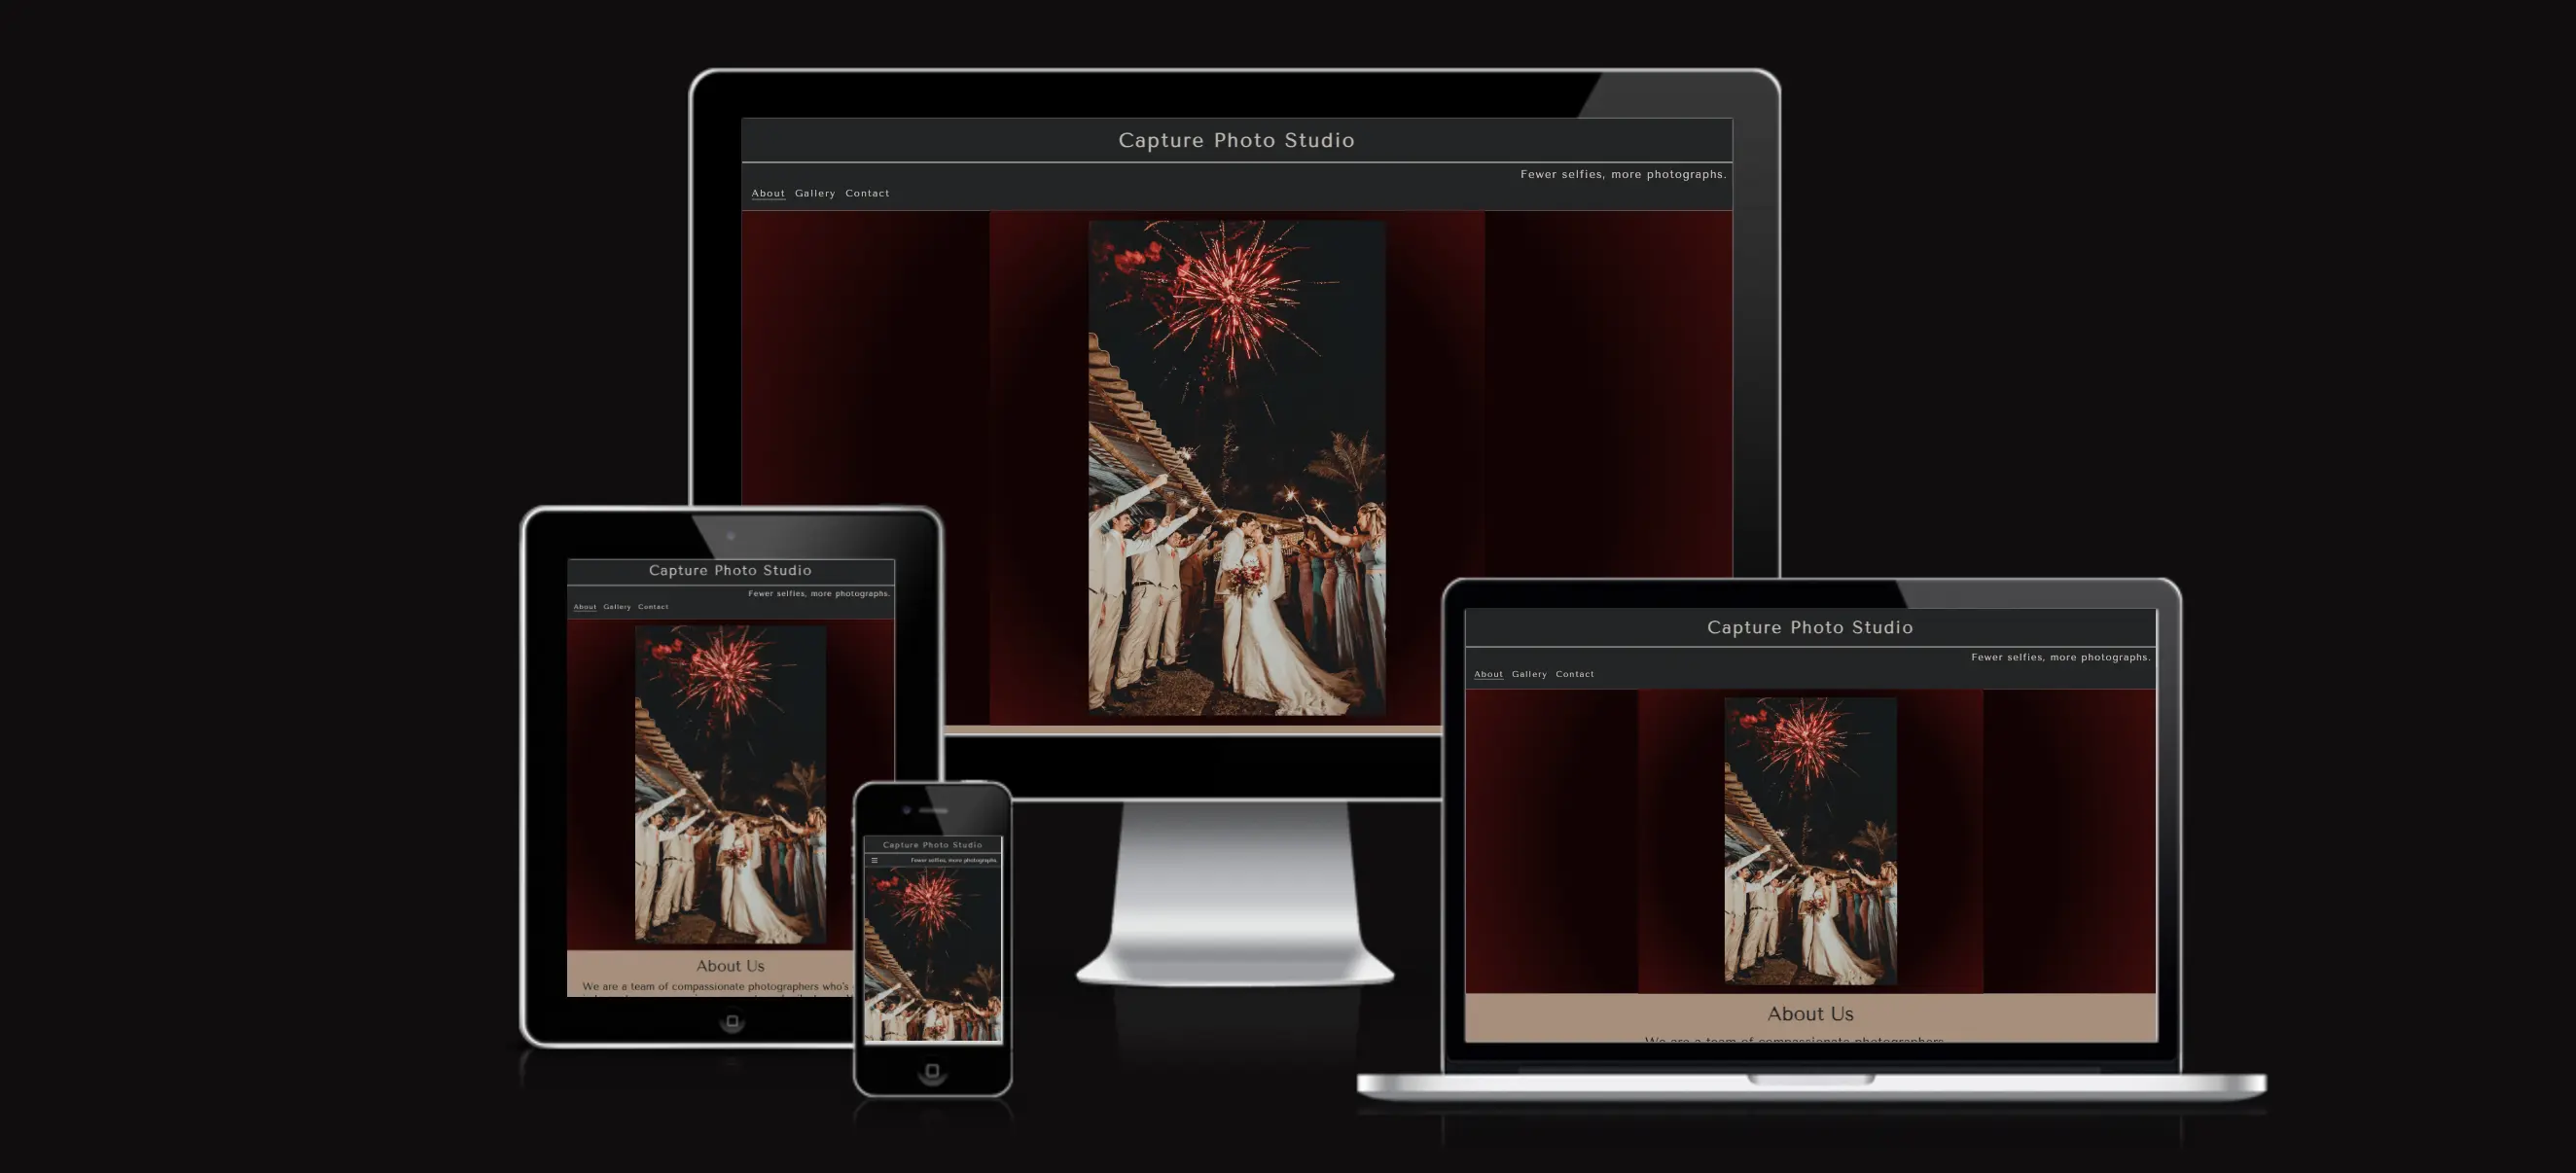 Capture Photo Studio
Fewer selfies, more photographs.
About Gallery Contact
Capture Photo Studio
Fewer selfies, more photographs.
About Gallery Contact
About Us
We are a team of compassionate photographers who's
Capture Photo Studio
Fewer selfies, more photographs.
Capture Photo Studio
Fewer selfies, more photographs.
About Gallery Contact
About Us
We are a team of compassionate photographers